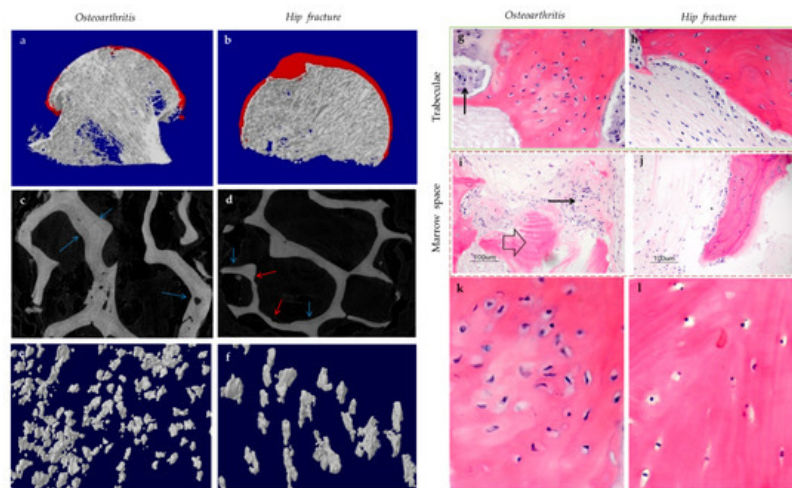 Osteoarthritis
Hip fracture
Osteoarthritis
Hip fracture
a
b
g
h
Trabeculae
c
d
i
j
Marrow space
100um
100um
e
f
k
l